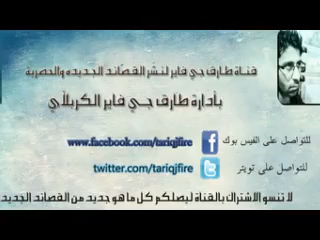 قناة طارق جي فاير لنشر القصائد الجديده والحصرية
بأدارة طارق جي فاير الكربلائي
للتواصل على الفيس بوك
www.facebook.com/tariqjfire
للتواصل على تويتر
twitter.com/tariqjfire
لا تنسو الاشتراك بالقناة ليصلكم كل ما هو جديد من القصائد الجديد